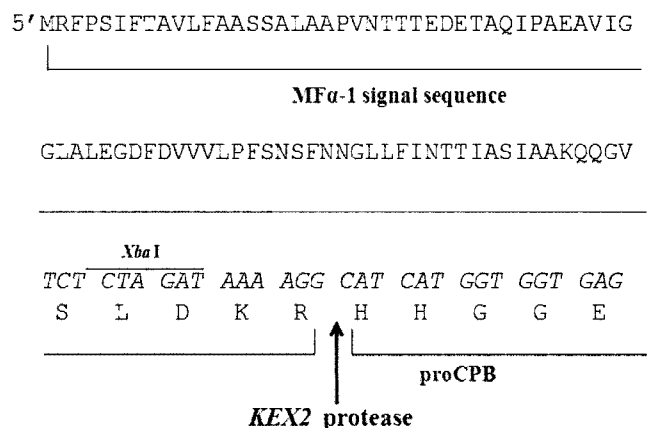 5' MRFPSIFTAVLFAASSALAAPVNTTTEDETAQIPAEAVIG
MFα-1 signal sequence
GLALEGDFDVVVLPFSNSFNNGLLFINTTIASIAAKQQGV
XbaI
TCT CTA GAT AAA AGG CAT CAT GGT GGT GAG
S L D K R H H G G E
proCPB
KEX2 protease